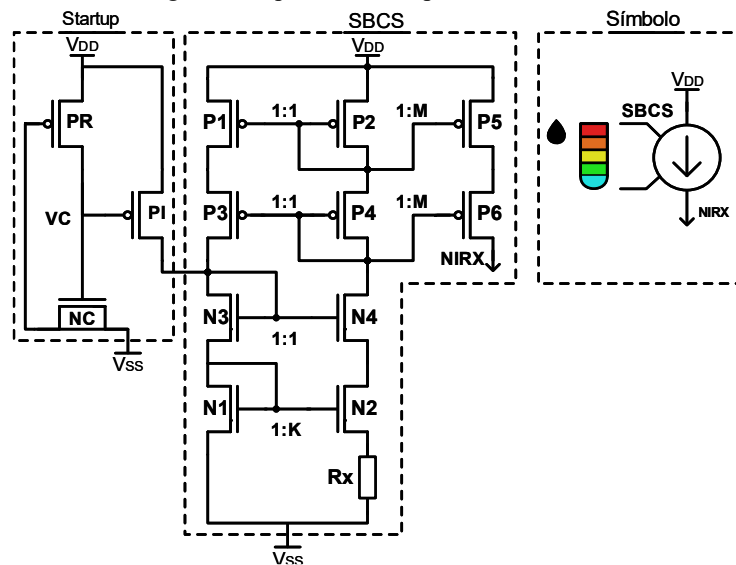 Startup
SBCS
Símbolo
VDD
VDD
VDD
PR
P1
1:1
P2
1:M
P5
SBCS
VC
PI
P3
1:1
P4
1:M
P6
NIRX
NIRX
NC
N3
1:1
N4
VSS
N1
1:K
N2
Rx
VSS